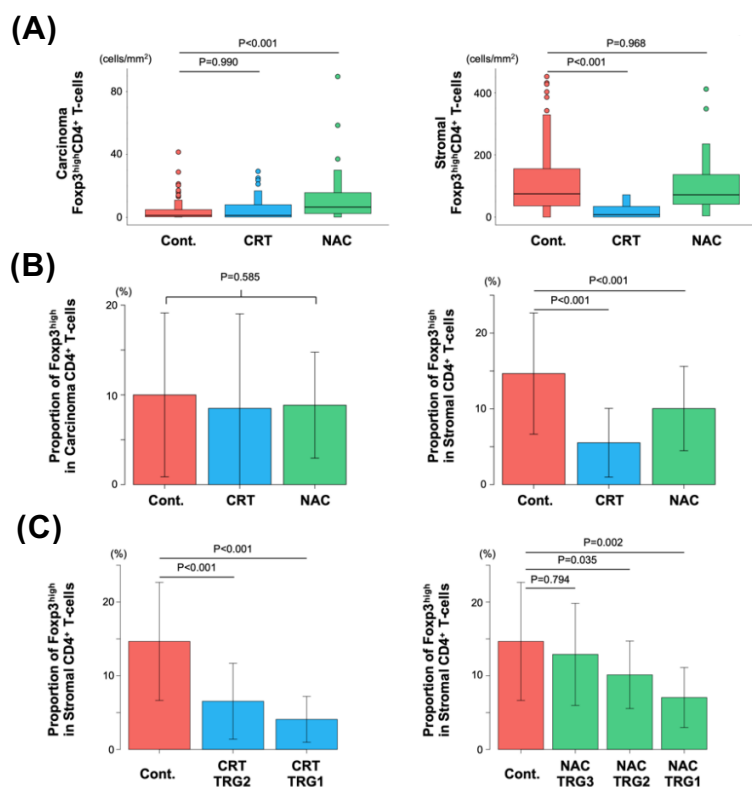 (A)
P<0.001
(cells/mm²)
P=0.990
Carcinoma
Foxp3ʰⁱᵍʰCD4⁺ T-cells
80
40
0
Cont.
CRT
NAC
P=0.968
(cells/mm²)
P<0.001
Stromal
Foxp3ʰⁱᵍʰCD4⁺ T-cells
400
200
0
Cont.
CRT
NAC
(B)
P=0.585
(%)
Proportion of Foxp3ʰⁱᵍʰ
in Carcinoma CD4⁺ T-cells
20
10
0
Cont.
CRT
NAC
P<0.001
(%)
P<0.001
Proportion of Foxp3ʰⁱᵍʰ
in Stromal CD4⁺ T-cells
20
10
0
Cont.
CRT
NAC
(C)
(%)
P<0.001
P<0.001
Proportion of Foxp3ʰⁱᵍʰ
in Stromal CD4⁺ T-cells
20
10
0
Cont.
CRT
TRG2
CRT
TRG1
(%)
P=0.002
P=0.035
P=0.794
Proportion of Foxp3ʰⁱᵍʰ
in Stromal CD4⁺ T-cells
20
10
0
Cont.
NAC
TRG3
NAC
TRG2
NAC
TRG1